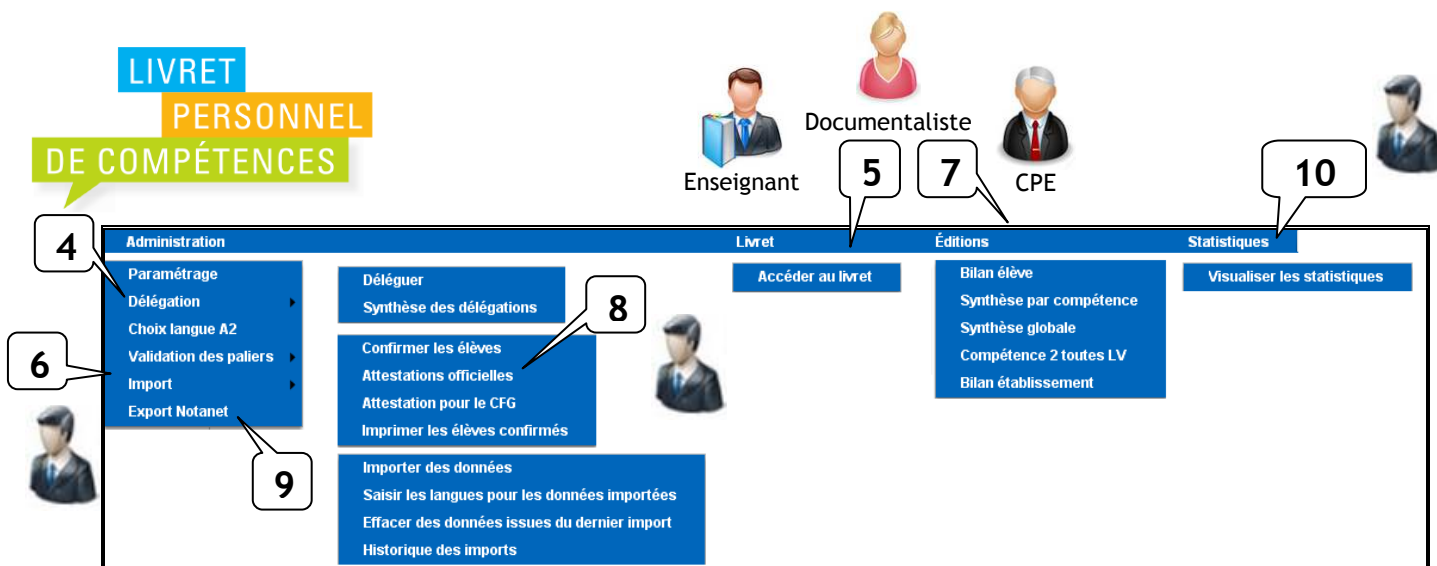 LIVRET
PERSONNEL
DE COMPÉTENCES
Documentaliste
Enseignant
CPE
5
7
10
4
Administration
Livret
Éditions
Statistiques
Paramétrage
Délégation
Choix langue A2
Validation des paliers
Import
Export Notanet
6
9
Déléguer
Synthèse des délégations
8
Confirmer les élèves
Attestations officielles
Attestation pour le CFG
Imprimer les élèves confirmés
Importer des données
Saisir les langues pour les données importées
Effacer des données issues du dernier import
Historique des imports
Accéder au livret
Bilan élève
Synthèse par compétence
Synthèse globale
Compétence 2 toutes LV
Bilan établissement
Visualiser les statistiques